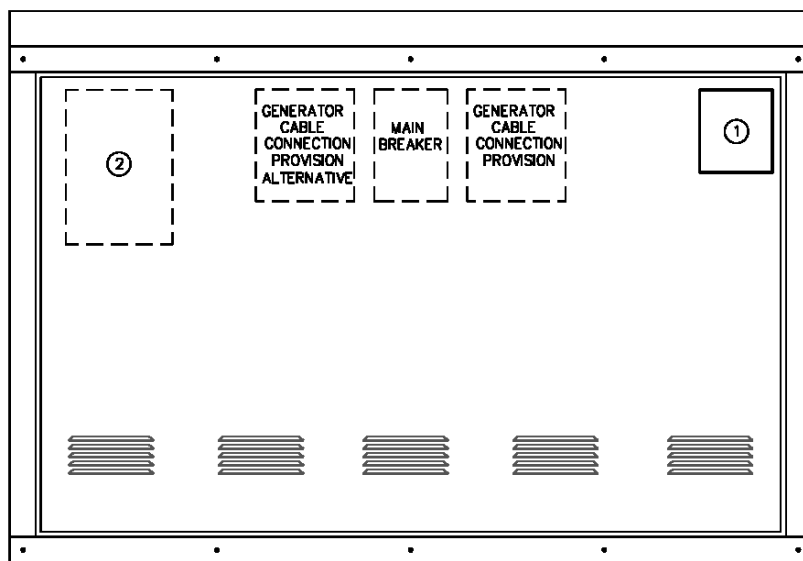 ②
GENERATOR
CABLE
CONNECTION
PROVISION
ALTERNATIVE
MAIN
BREAKER
GENERATOR
CABLE
CONNECTION
PROVISION
①